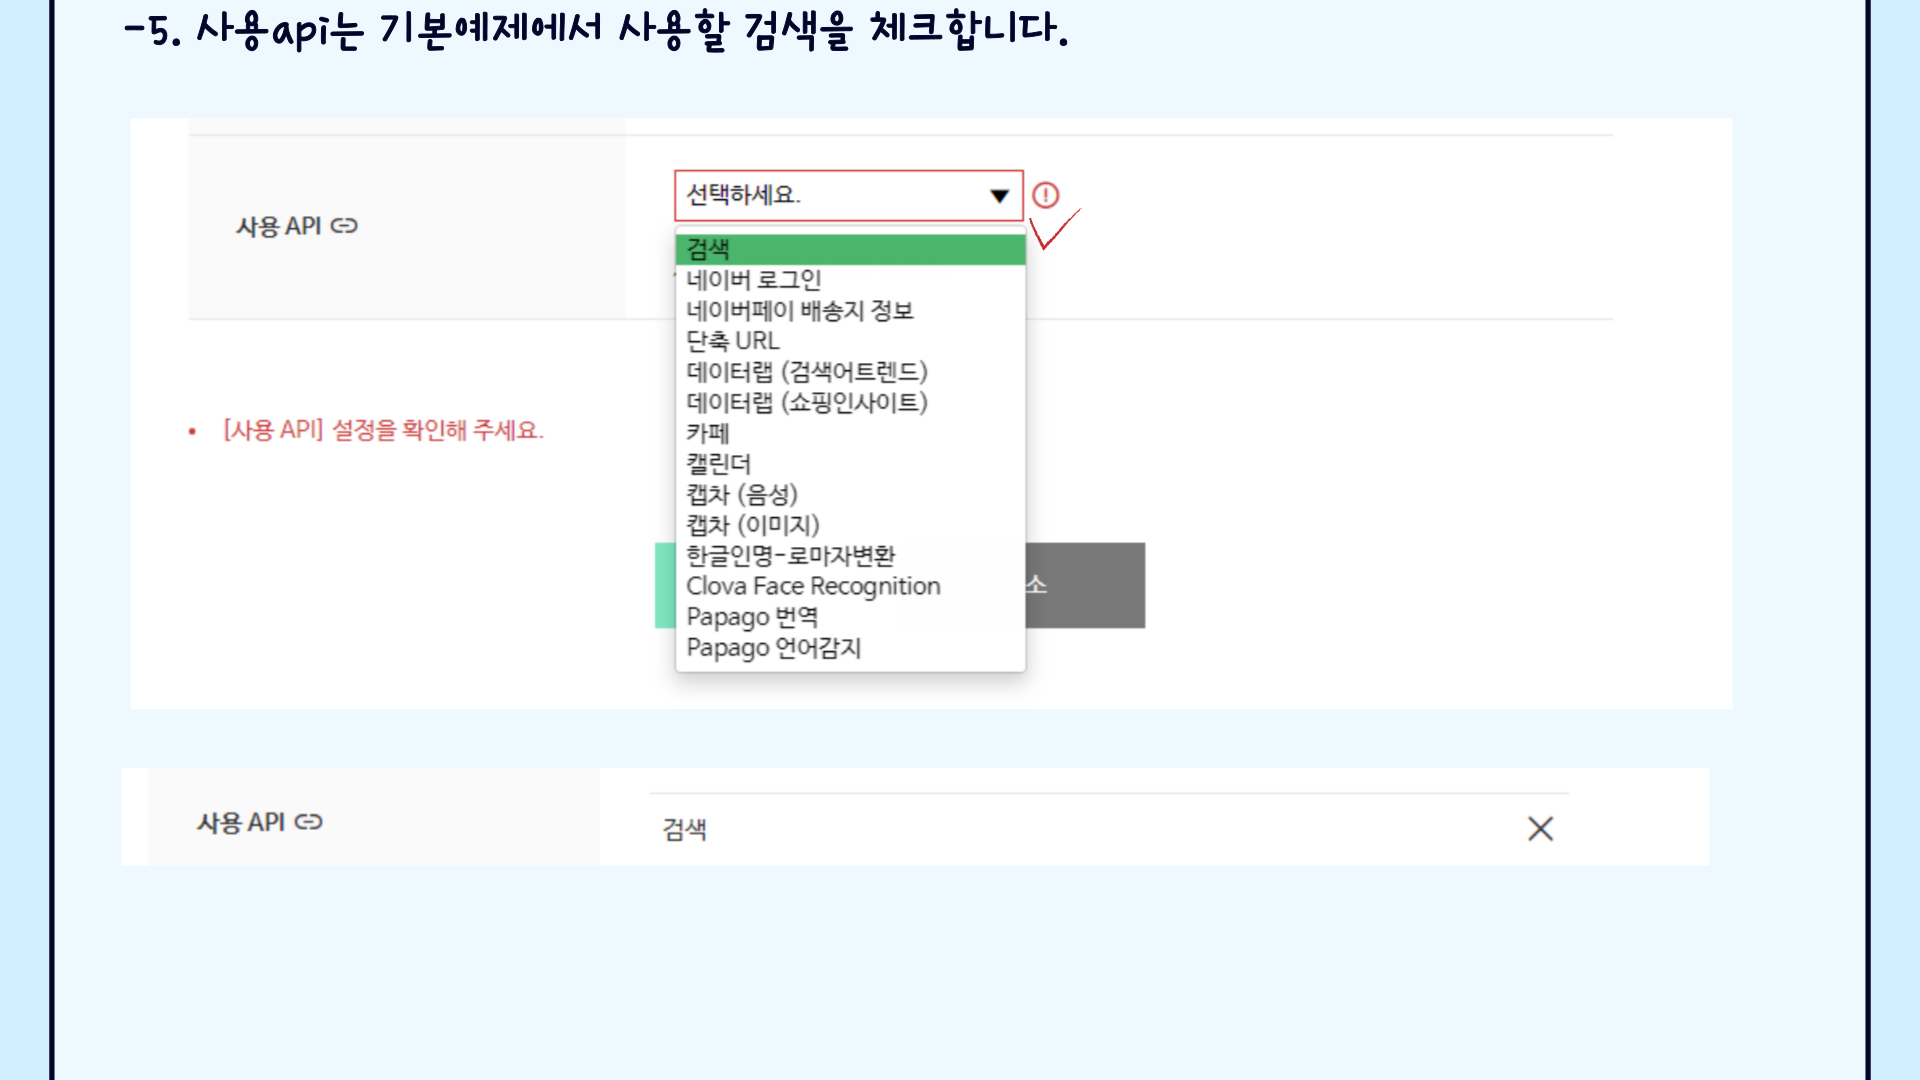 -5. 사용api는 기본예제에서 사용할 검색을 체크합니다.
선택하세요.
사용 API
검색
네이버 로그인
네이버페이 배송지 정보
단축 URL
데이터랩 (검색어트렌드)
데이터랩 (쇼핑인사이트)
• [사용 API] 설정을 확인해 주세요.
카페
캘린더
캡차 (음성)
캡차 (이미지)
한글인명-로마자변환
Clova Face Recognition
소
Papago 번역
Papago 언어감지
사용 API
검색